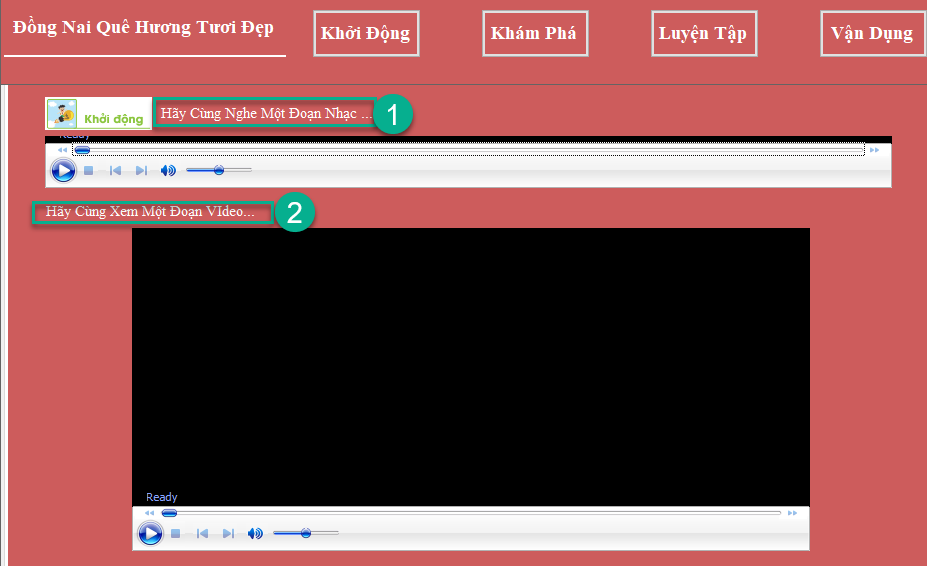 Đồng Nai Quê Hương Tươi Đẹp
Khởi Động
Khám Phá
Luyện Tập
Vận Dụng
Khởi động
Hãy Cùng Nghe Một Đoạn Nhạc ...
1
Ready
Hãy Cùng Xem Một Đoạn VIdeo...
2
Ready